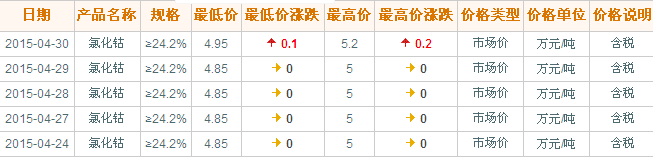 日期 产品名称 规格 最低价 最低价涨跌 最高价 最高价涨跌 价格类型 价格单位 价格说明
2015-04-30 氯化钴 ≥24.2% 4.95 0.1 5.2 0.2 市场价 万元/吨 含税
2015-04-29 氯化钴 ≥24.2% 4.85 0 5 0 市场价 万元/吨 含税
2015-04-28 氯化钴 ≥24.2% 4.85 0 5 0 市场价 万元/吨 含税
2015-04-27 氯化钴 ≥24.2% 4.85 0 5 0 市场价 万元/吨 含税
2015-04-24 氯化钴 ≥24.2% 4.85 0 5 0 市场价 万元/吨 含税